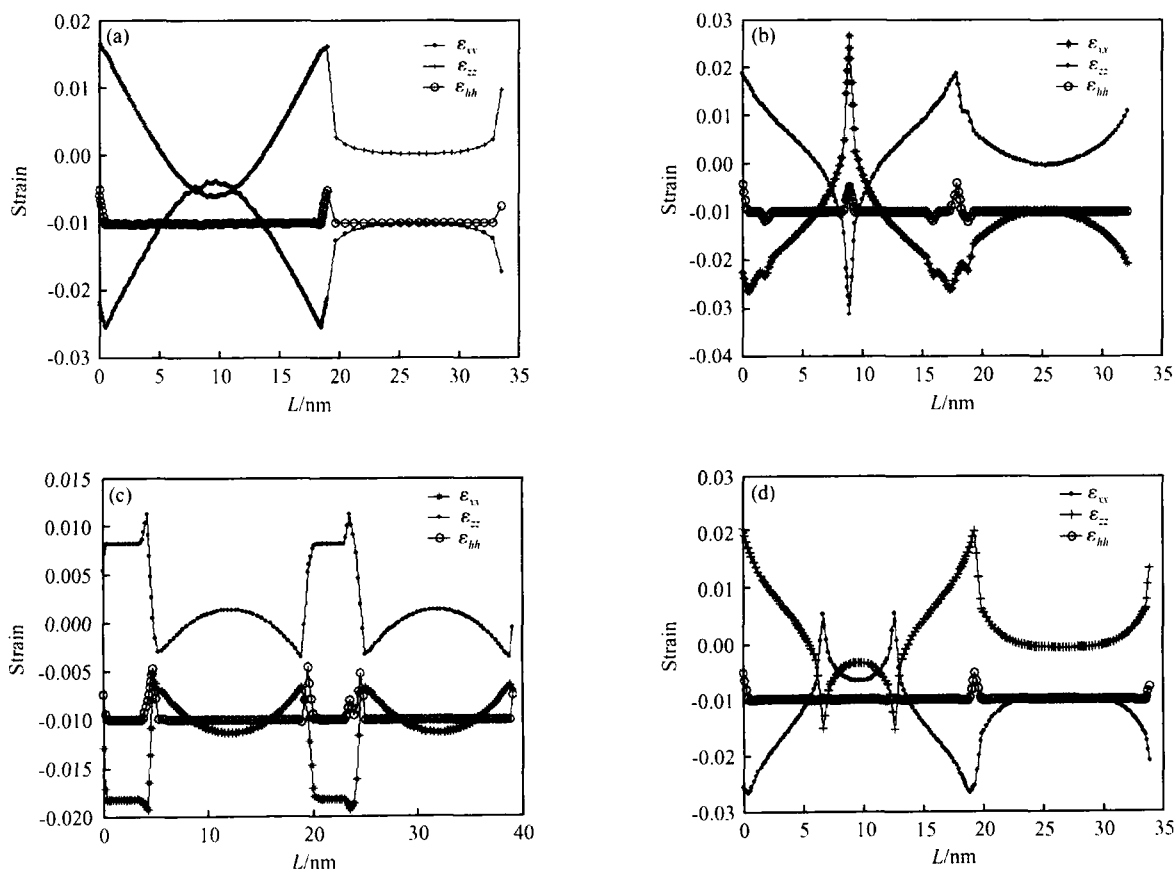 (a)
ε_xx
ε_zz
ε_hh
0.02
0.01
0.00
-0.01
-0.02
-0.03
Strain
0 5 10 15 20 25 30 35
L/nm
(b)
ε_xx
ε_zz
ε_hh
0.03
0.02
0.01
0.00
-0.01
-0.02
-0.03
-0.04
Strain
0 5 10 15 20 25 30 35
L/nm
(c)
ε_xx
ε_zz
ε_hh
0.015
0.010
0.005
0.000
-0.005
-0.010
-0.015
-0.020
Strain
0 10 20 30 40
L/nm
(d)
ε_xx
ε_zz
ε_hh
0.03
0.02
0.01
0.00
-0.01
-0.02
-0.03
Strain
0 5 10 15 20 25 30 35
L/nm